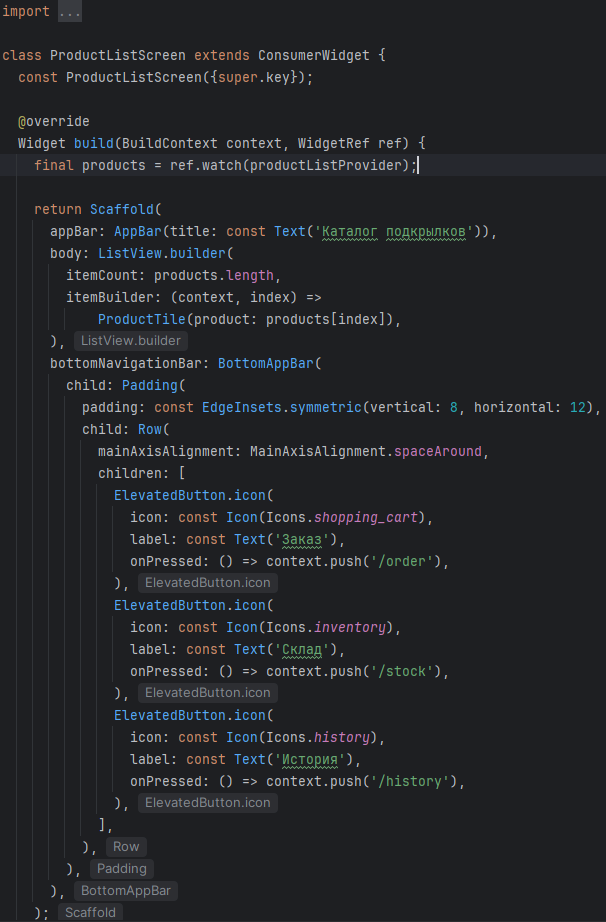 import ...
class ProductListScreen extends ConsumerWidget {
  const ProductListScreen({super.key});
  @override
  Widget build(BuildContext context, WidgetRef ref) {
    final products = ref.watch(productListProvider);
    return Scaffold(
      appBar: AppBar(title: const Text('Каталог подкрылков')),
      body: ListView.builder(
        itemCount: products.length,
        itemBuilder: (context, index) =>
            ProductTile(product: products[index]),
      ), ListView.builder
      bottomNavigationBar: BottomAppBar(
        child: Padding(
          padding: const EdgeInsets.symmetric(vertical: 8, horizontal: 12),
          child: Row(
            mainAxisAlignment: MainAxisAlignment.spaceAround,
            children: [
              ElevatedButton.icon(
                icon: const Icon(Icons.shopping_cart),
                label: const Text('Заказ'),
                onPressed: () => context.push('/order'),
              ), ElevatedButton.icon
              ElevatedButton.icon(
                icon: const Icon(Icons.inventory),
                label: const Text('Склад'),
                onPressed: () => context.push('/stock'),
              ), ElevatedButton.icon
              ElevatedButton.icon(
                icon: const Icon(Icons.history),
                label: const Text('История'),
                onPressed: () => context.push('/history'),
              ), ElevatedButton.icon
            ],
          ), Row
        ), Padding
      ), BottomAppBar
    ); Scaffold